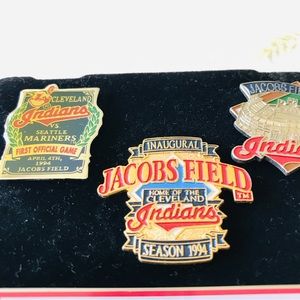 CLEVELAND
Indians
VS
SEATTLE
MARINERS
FIRST OFFICIAL GAME
APRIL 4TH,
1994
JACOBS FIELD
INAUGURAL
JACOBS FIELD
TM
HOME OF THE
CLEVELAND
Indians
SEASON 1994
JACOBS FIELD
Indians